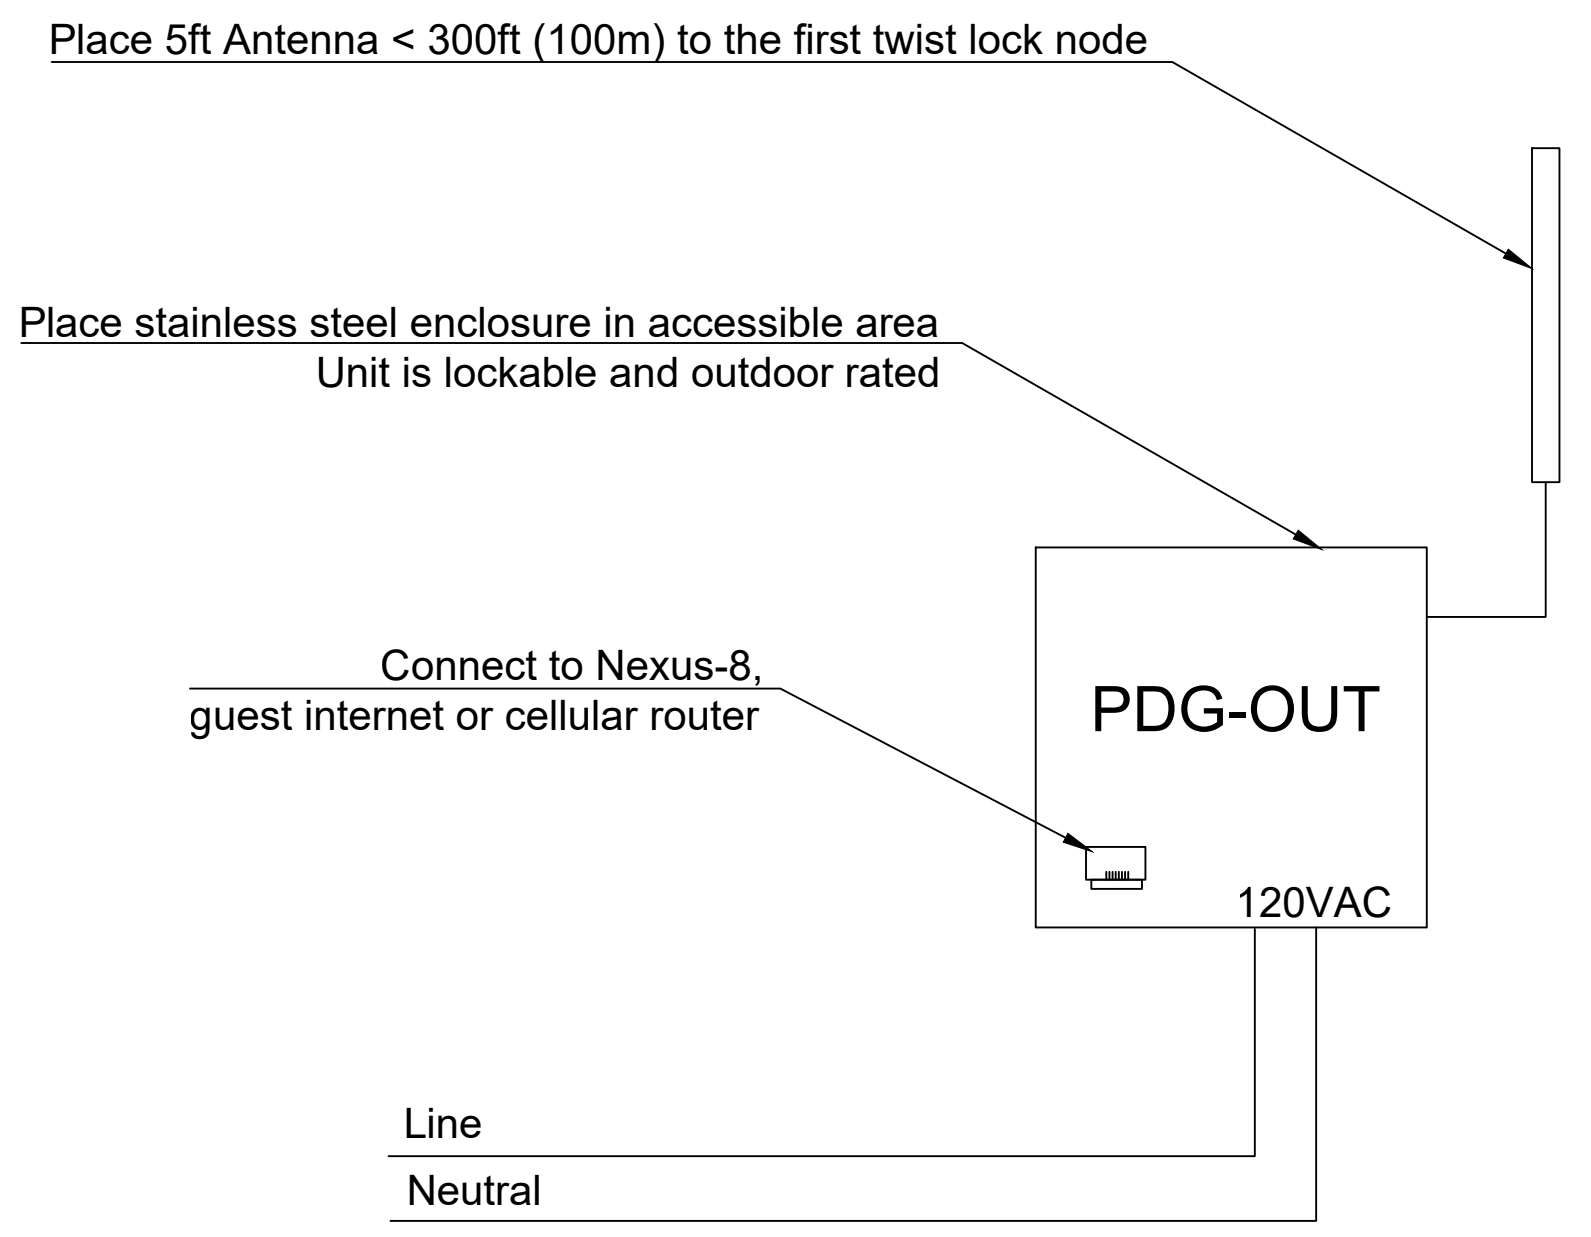 Place 5ft Antenna < 300ft (100m) to the first twist lock node
Place stainless steel enclosure in accessible area
Unit is lockable and outdoor rated
Connect to Nexus-8,
guest internet or cellular router
PDG-OUT
120VAC
Line
Neutral